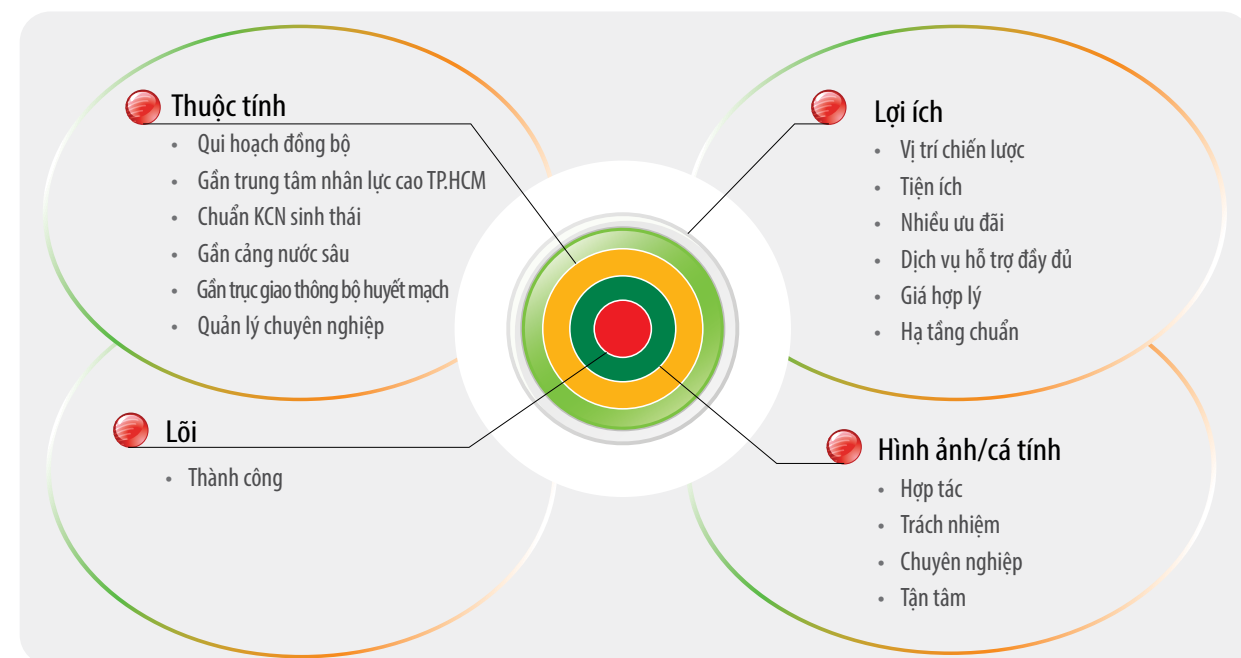 Thuộc tính
• Qui hoạch đồng bộ
• Gần trung tâm nhân lực cao TP.HCM
• Chuẩn KCN sinh thái
• Gần cảng nước sâu
• Gần trục giao thông bộ huyết mạch
• Quản lý chuyên nghiệp
Lợi ích
• Vị trí chiến lược
• Tiện ích
• Nhiều ưu đãi
• Dịch vụ hỗ trợ đầy đủ
• Giá hợp lý
• Hạ tầng chuẩn
Lõi
• Thành công
Hình ảnh/cá tính
• Hợp tác
• Trách nhiệm
• Chuyên nghiệp
• Tận tâm